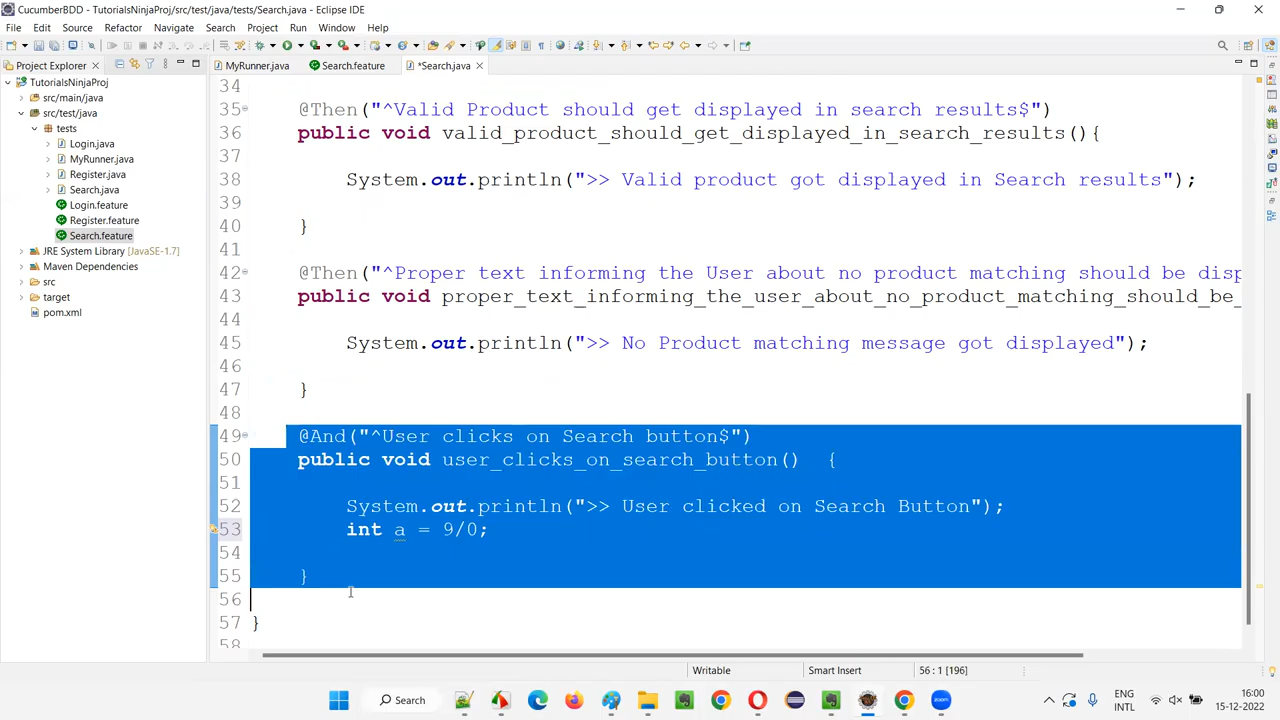 CucumberBDD - TutorialsNinjaProj/src/test/java/tests/Search.java - Eclipse IDE
File Edit Source Refactor Navigate Search Project Run Window Help
Project Explorer
MyRunner.java Search.feature *Search.java
TutorialsNinjaProj
src/main/java
src/test/java
tests
Login.java
MyRunner.java
Register.java
Search.java
Login.feature
Register.feature
Search.feature
JRE System Library [JavaSE-1.7]
Maven Dependencies
src
target
pom.xml
34
35 @Then("^Valid Product should get displayed in search results$")
36 public void valid_product_should_get_displayed_in_search_results(){
37
38 System.out.println(">> Valid product got displayed in Search results");
39
40 }
41
42 @Then("^Proper text informing the User about no product matching should be disp
43 public void proper_text_informing_the_user_about_no_product_matching_should_be_
44
45 System.out.println(">> No Product matching message got displayed");
46
47 }
48
49 @And("^User clicks on Search button$")
50 public void user_clicks_on_search_button() {
51
52 System.out.println(">> User clicked on Search Button");
53 int a = 9/0;
54
55 }
56
57 }
58
Writable Smart Insert 56 : 1 [196]
Search
ENG
INTL
16:00
15-12-2022